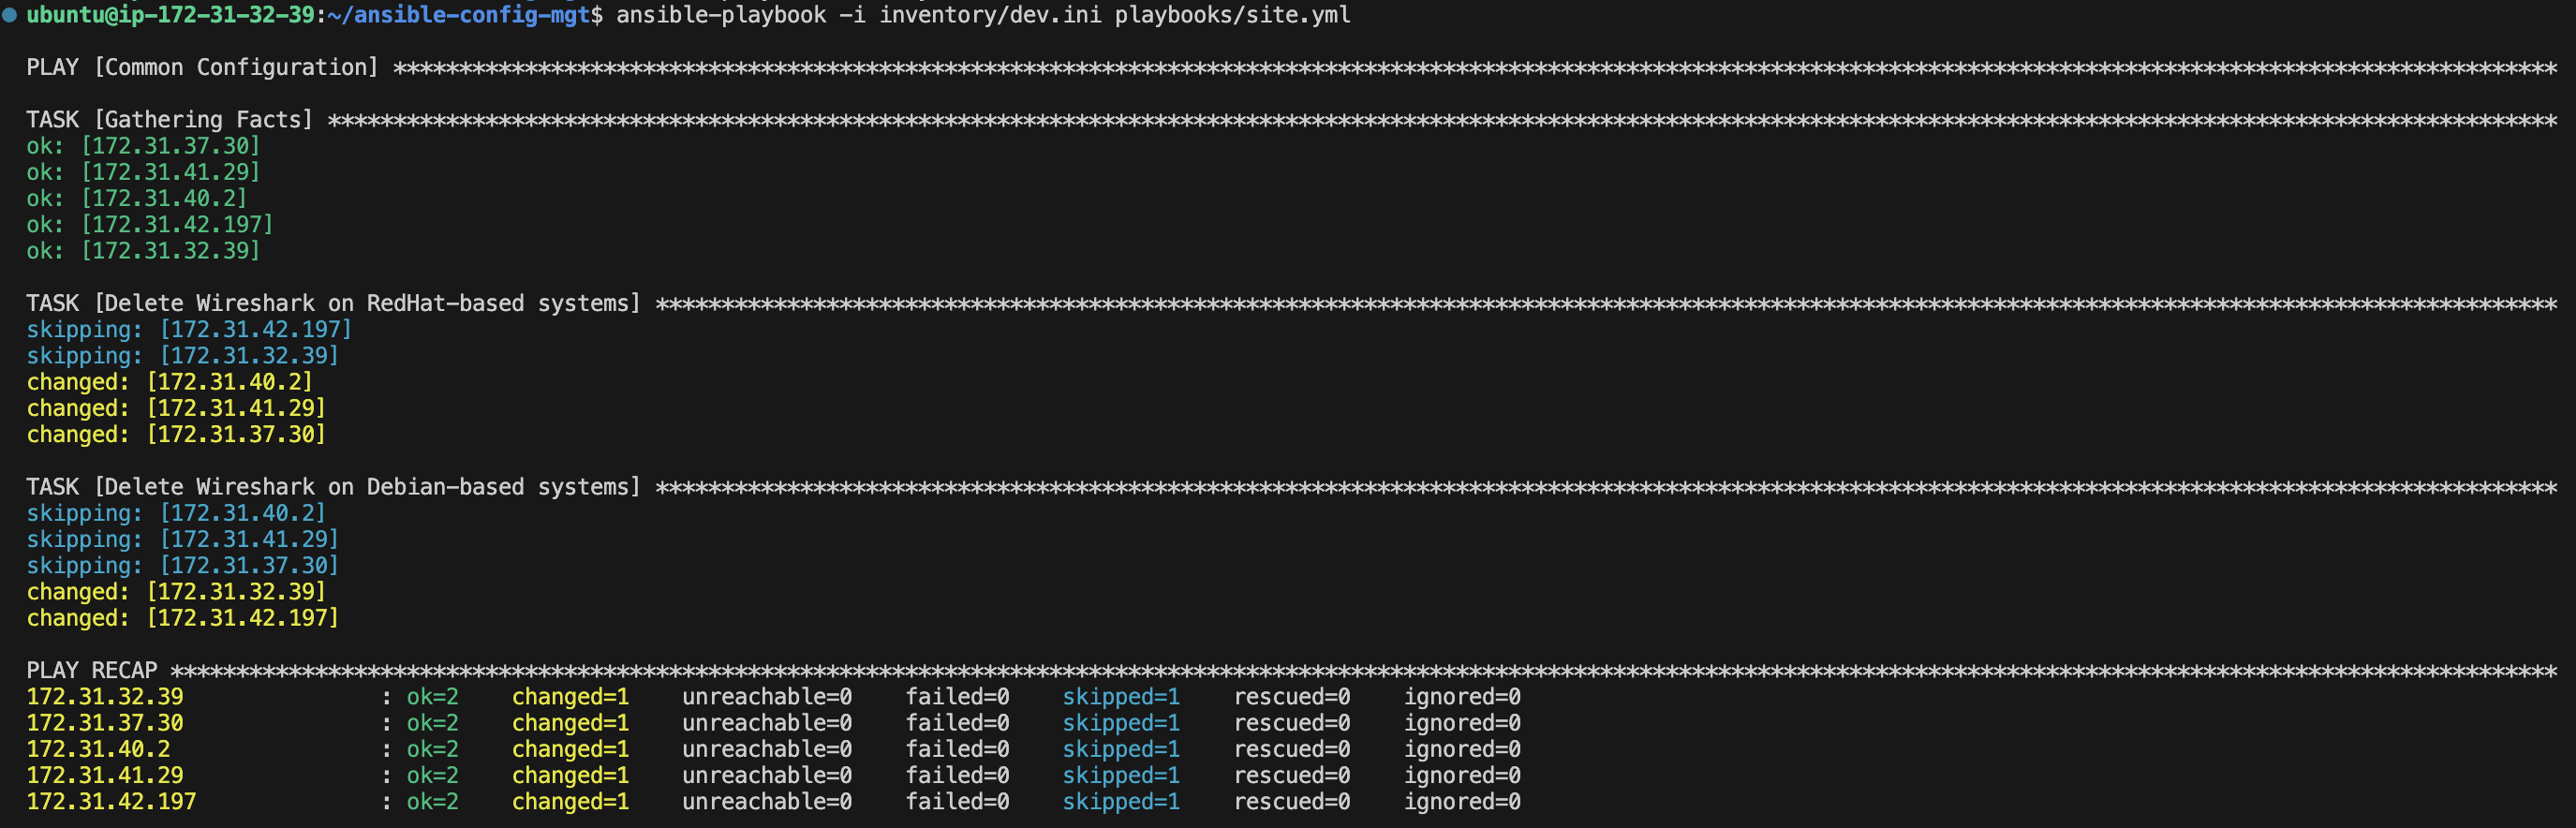 ubuntu@ip-172-31-32-39:~/ansible-config-mgt$ ansible-playbook -i inventory/dev.ini playbooks/site.yml
PLAY [Common Configuration] ********************************************************************************************************************************************************************
TASK [Gathering Facts] *************************************************************************************************************************************************************************
ok: [172.31.37.30]
ok: [172.31.41.29]
ok: [172.31.40.2]
ok: [172.31.42.197]
ok: [172.31.32.39]
TASK [Delete Wireshark on RedHat-based systems] ************************************************************************************************************************************************
skipping: [172.31.42.197]
skipping: [172.31.32.39]
changed: [172.31.40.2]
changed: [172.31.41.29]
changed: [172.31.37.30]
TASK [Delete Wireshark on Debian-based systems] ************************************************************************************************************************************************
skipping: [172.31.40.2]
skipping: [172.31.41.29]
skipping: [172.31.37.30]
changed: [172.31.32.39]
changed: [172.31.42.197]
PLAY RECAP *************************************************************************************************************************************************************************************
172.31.32.39               : ok=2    changed=1    unreachable=0    failed=0    skipped=1    rescued=0    ignored=0
172.31.37.30               : ok=2    changed=1    unreachable=0    failed=0    skipped=1    rescued=0    ignored=0
172.31.40.2                : ok=2    changed=1    unreachable=0    failed=0    skipped=1    rescued=0    ignored=0
172.31.41.29               : ok=2    changed=1    unreachable=0    failed=0    skipped=1    rescued=0    ignored=0
172.31.42.197              : ok=2    changed=1    unreachable=0    failed=0    skipped=1    rescued=0    ignored=0